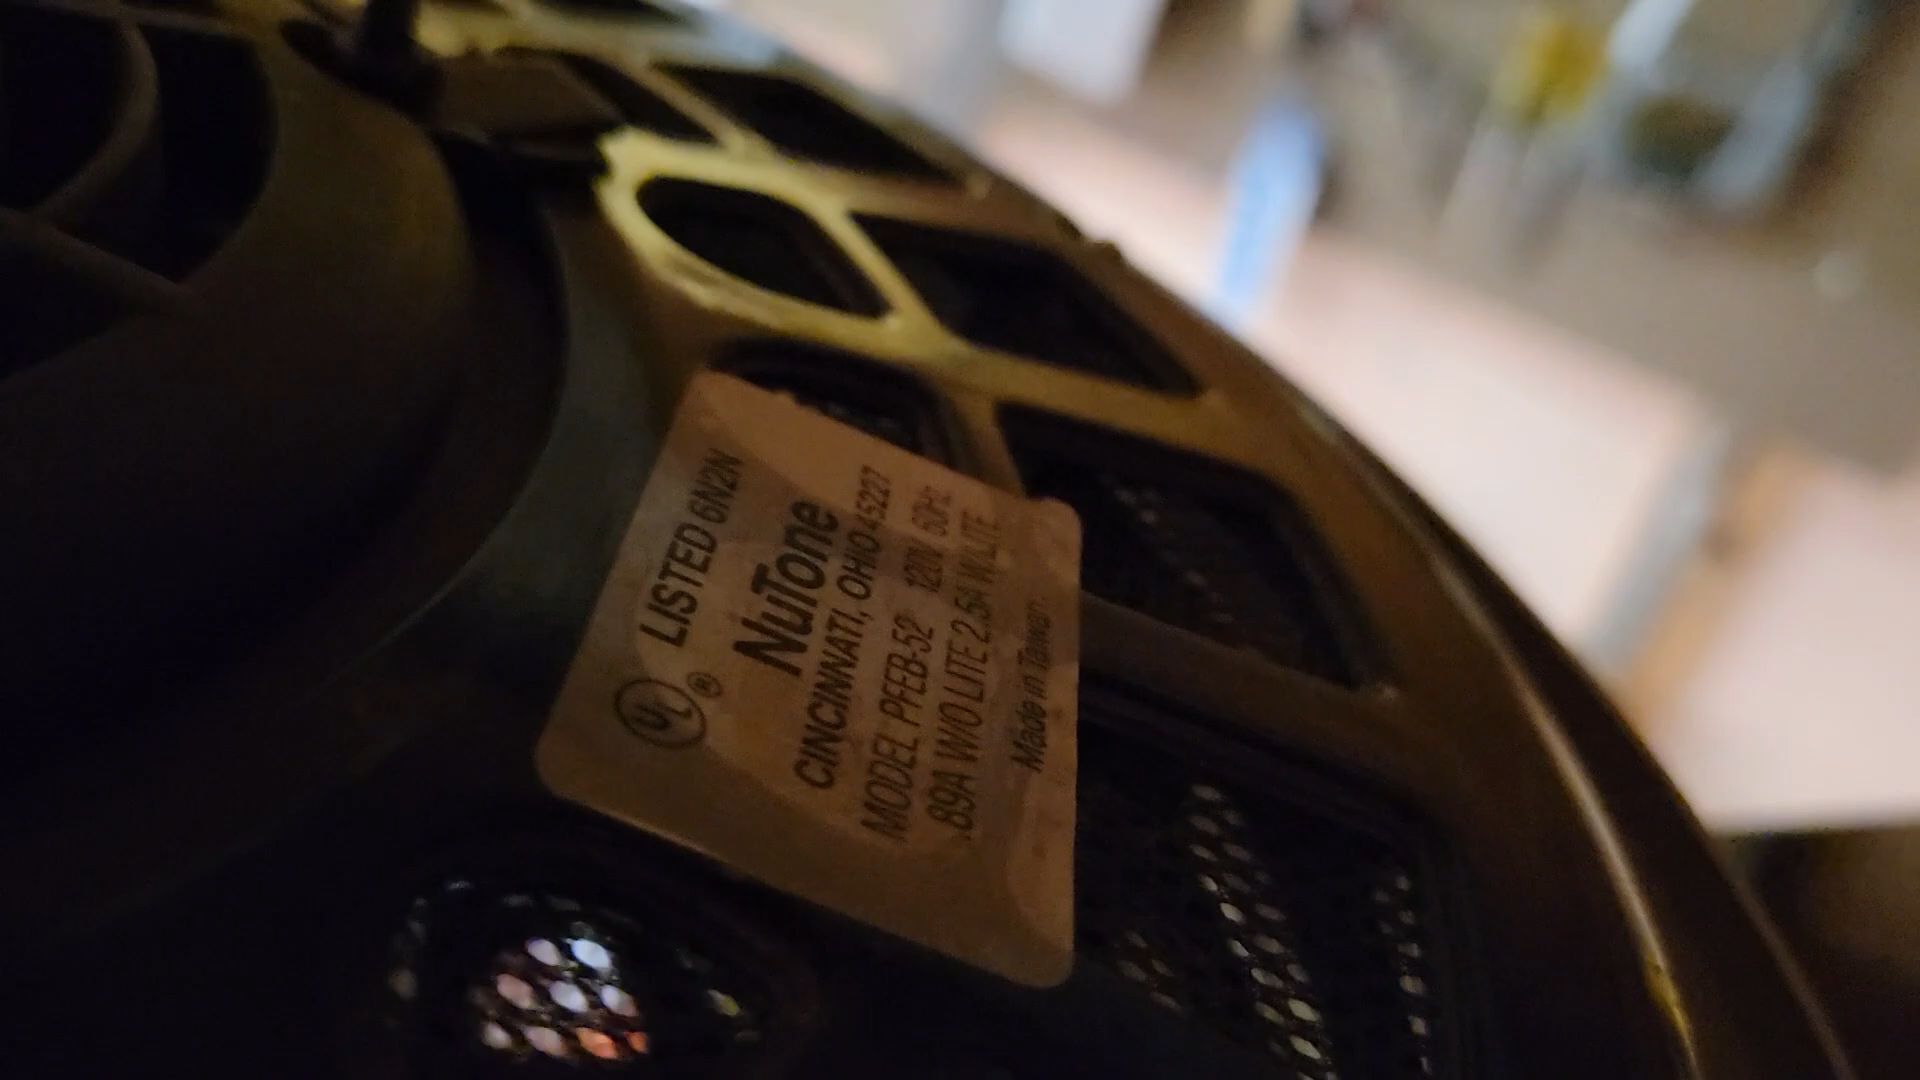 UL ® LISTED 6N2N
NuTone
CINCINNATI, OHIO 45227
MODEL PFEB-52 120V 60Hz
.89A W/O LITE 2.5A W/LITE
Made in Taiwan